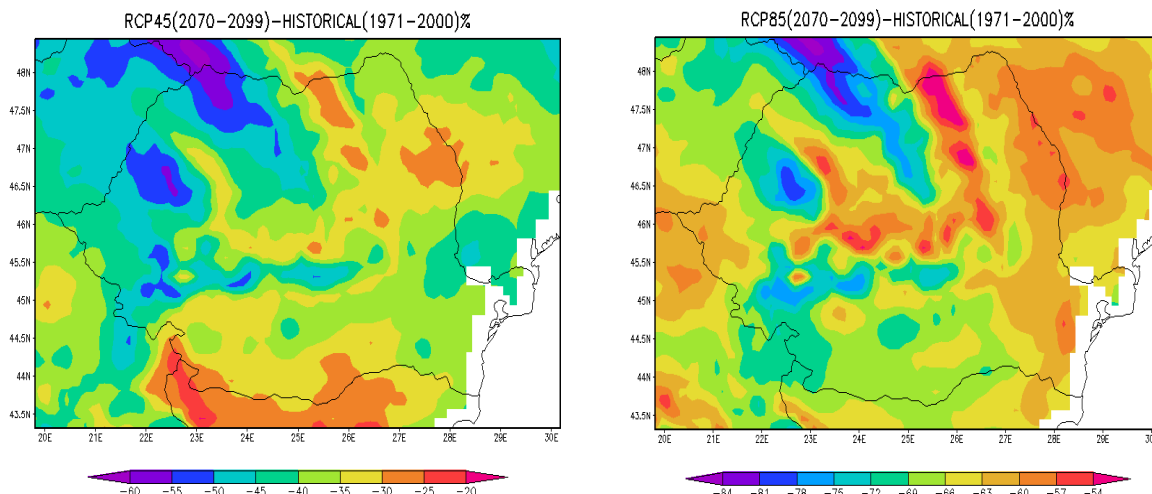 RCP45(2070-2099)-HISTORICAL(1971-2000)%
48N
47.5N
47N
46.5N
46N
45.5N
45N
44.5N
44N
43.5N
20E 21E 22E 23E 24E 25E 26E 27E 28E 29E 30E
-60 -55 -50 -45 -40 -35 -30 -25 -20
RCP85(2070-2099)-HISTORICAL(1971-2000)%
48N
47.5N
47N
46.5N
46N
45.5N
45N
44.5N
44N
43.5N
20E 21E 22E 23E 24E 25E 26E 27E 28E 29E 30
-84 -81 -78 -75 -72 -69 -66 -63 -60 -57 -54